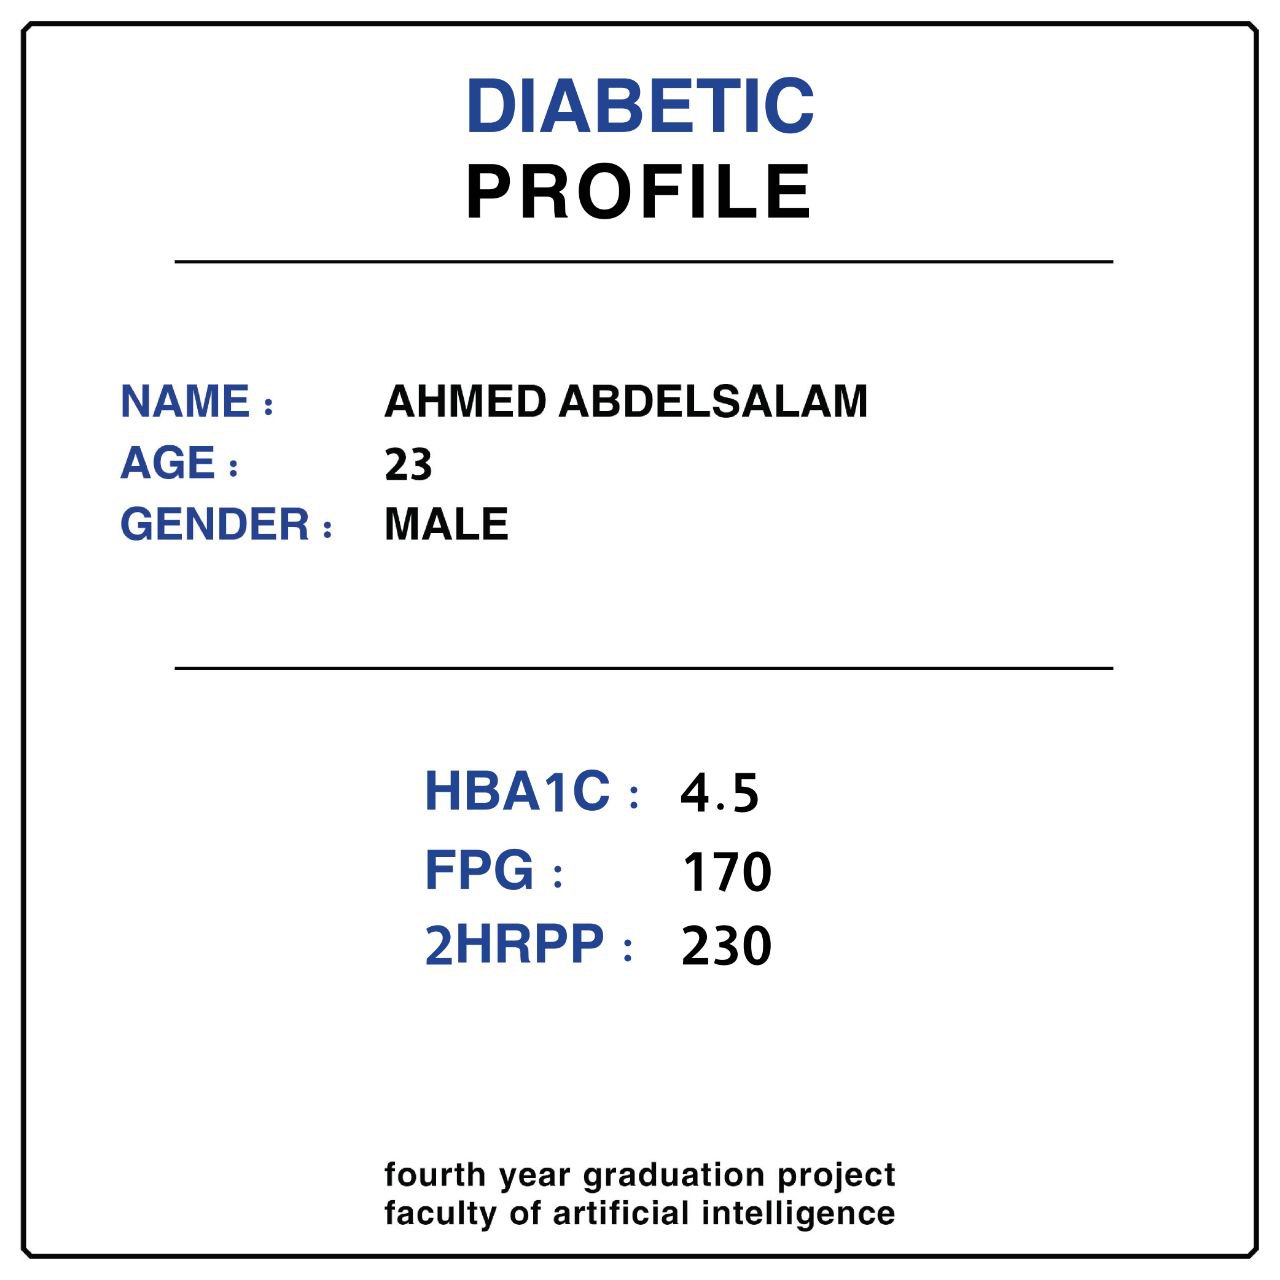 DIABETIC
PROFILE
NAME : AHMED ABDELSALAM
AGE : 23
GENDER : MALE
HBA1C : 4.5
FPG : 170
2HRPP : 230
fourth year graduation project
faculty of artificial intelligence